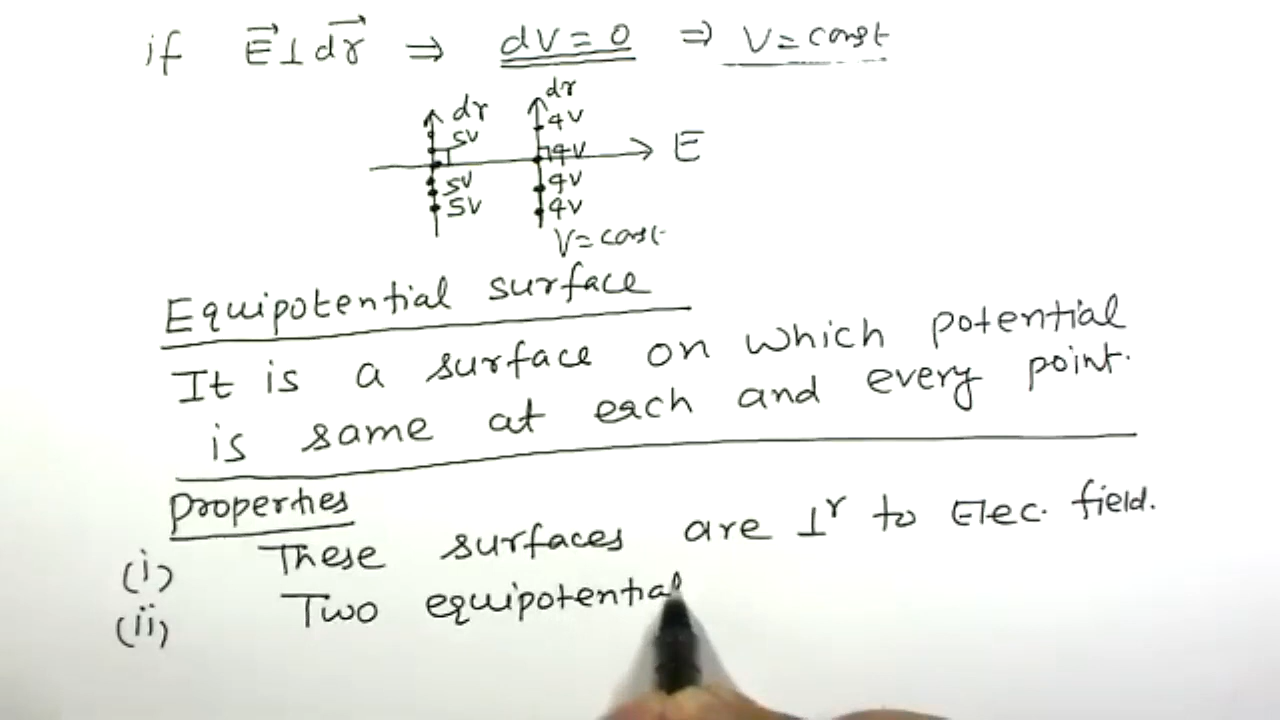 if E⃗⊥dr⃗ ⇒ dV=0 ⇒ V=const
dr dr
5V 4V
4V E
5V 4V
5V 4V
V=const
Equipotential surface
It is a surface on which potential
is same at each and every point.
Properties
(i) These surfaces are ⊥r to Elec. field.
(ii) Two equipotential